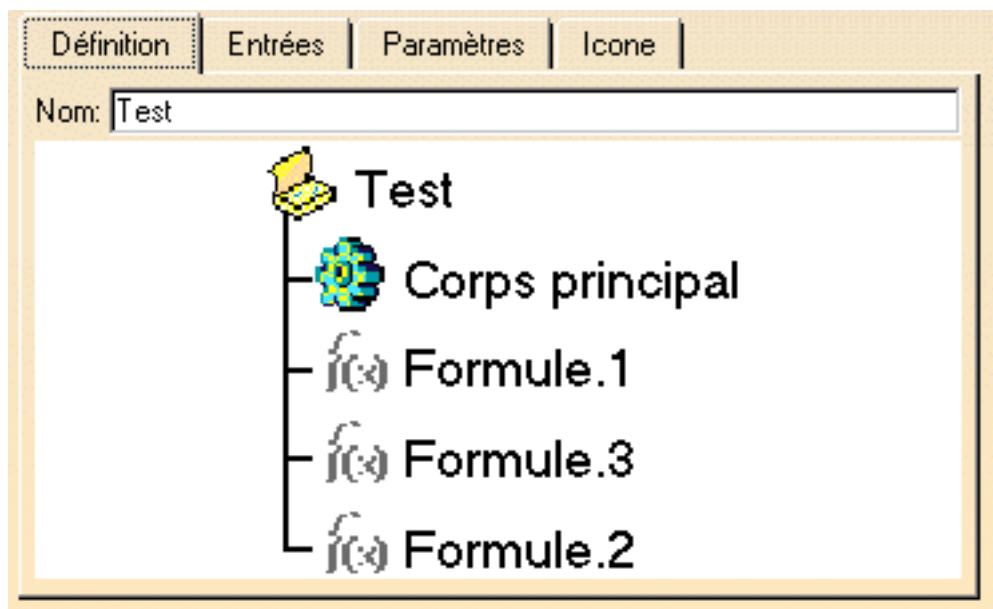 Définition Entrées Paramètres Icone
Nom: Test
Test
Corps principal
f(x) Formule.1
f(x) Formule.3
f(x) Formule.2